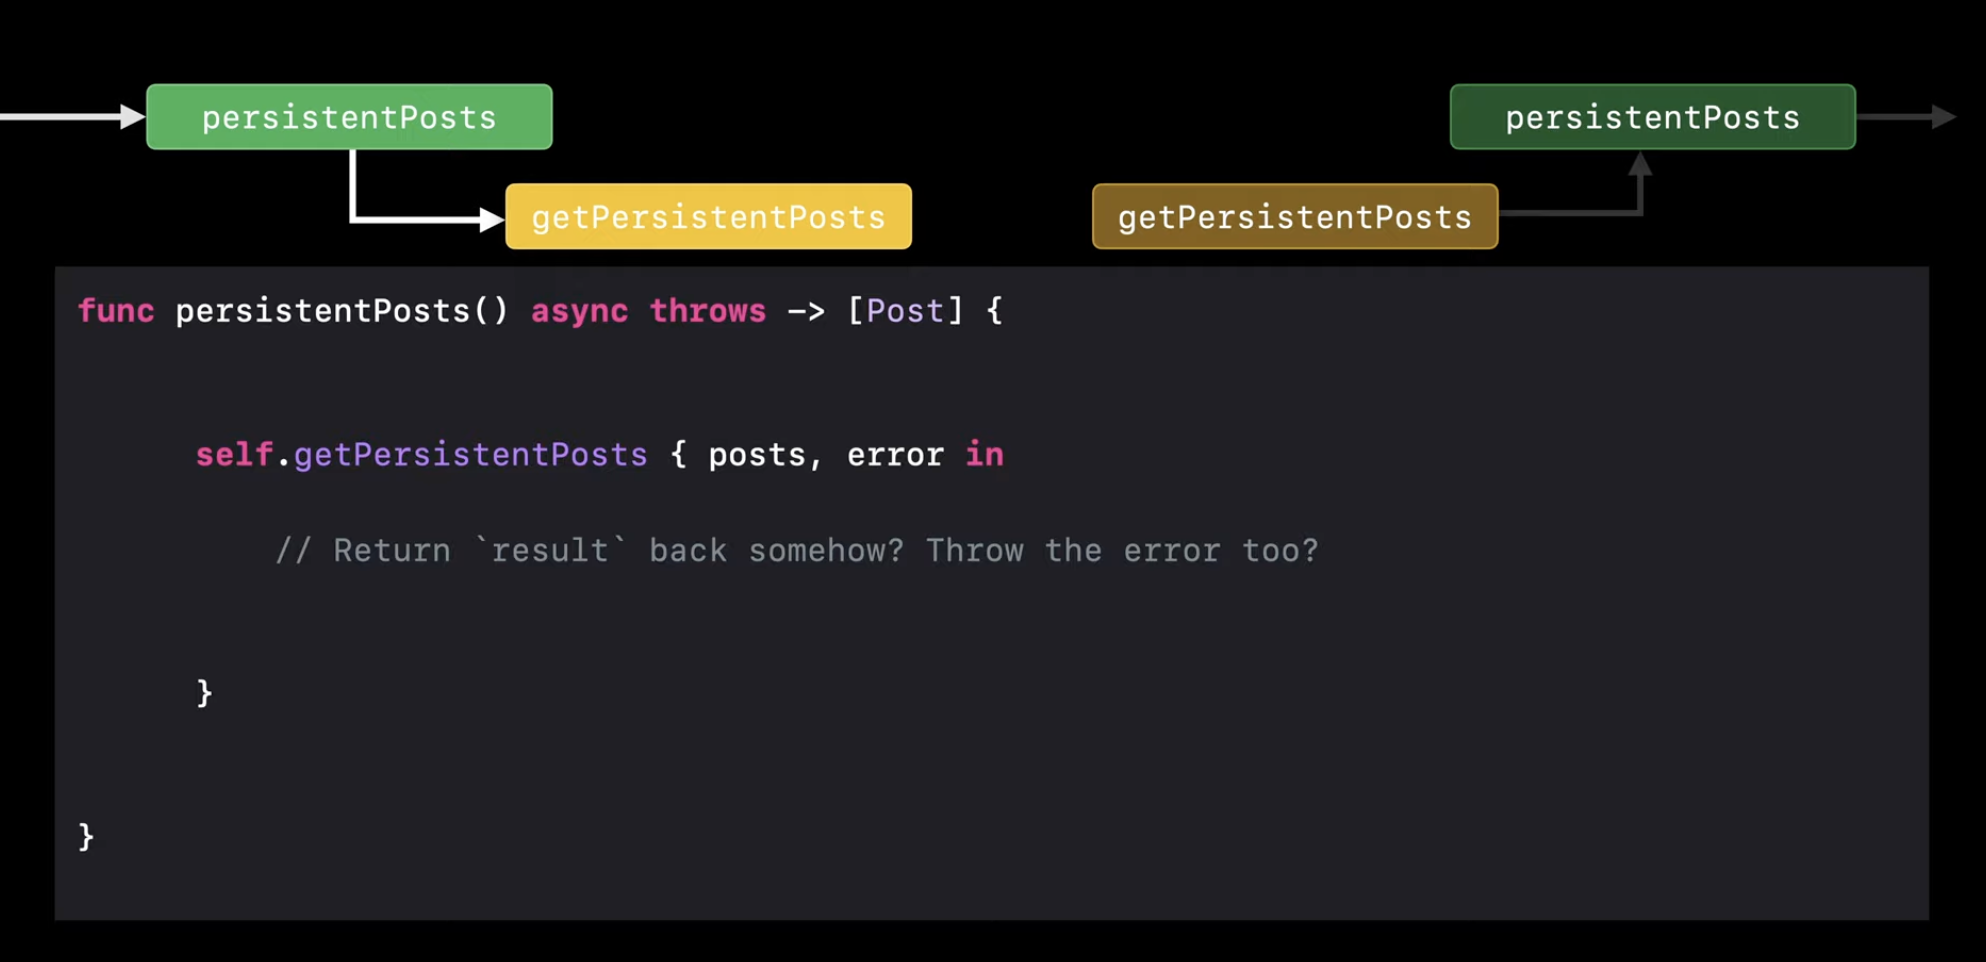 persistentPosts
persistentPosts
getPersistentPosts
getPersistentPosts
func persistentPosts() async throws -> [Post] {
self.getPersistentPosts { posts, error in
// Return `result` back somehow? Throw the error too?
}
}